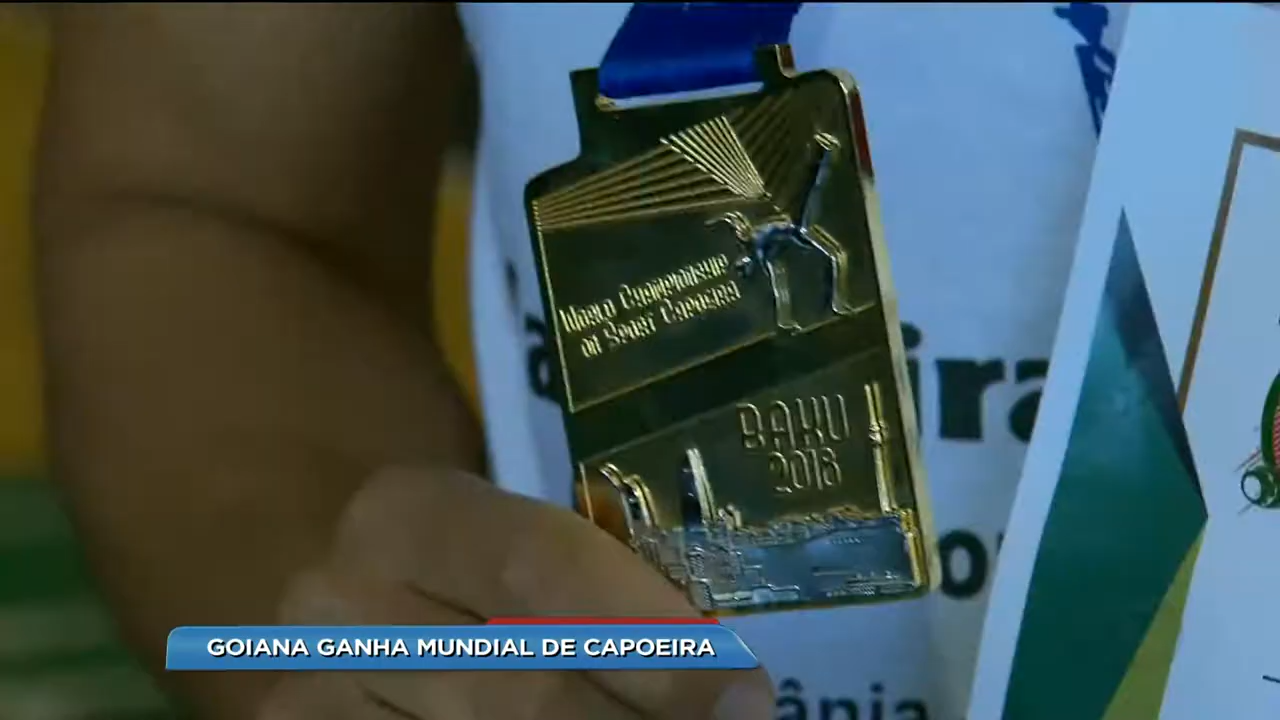 World Championship
on Sport Capoeira
BAKU
2018
GOIANA GANHA MUNDIAL DE CAPOEIRA